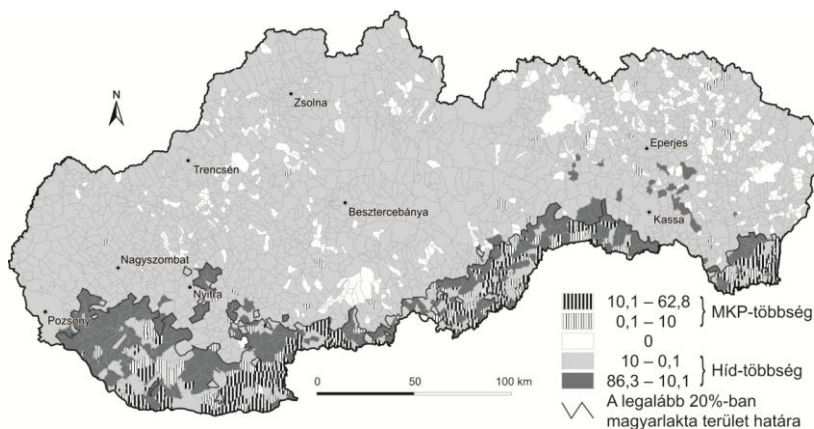 N
Zsolna
Eperjes
Trencsén
Besztercebánya
Kassa
Nagyszombat
Nyitra
Pozsony
10,1 – 62,8
0,1 – 10
MKP-többség
0
10 – 0,1
86,3 – 10,1
Híd-többség
A legalább 20%-ban
magyarlakta terület határa
0 50 100 km